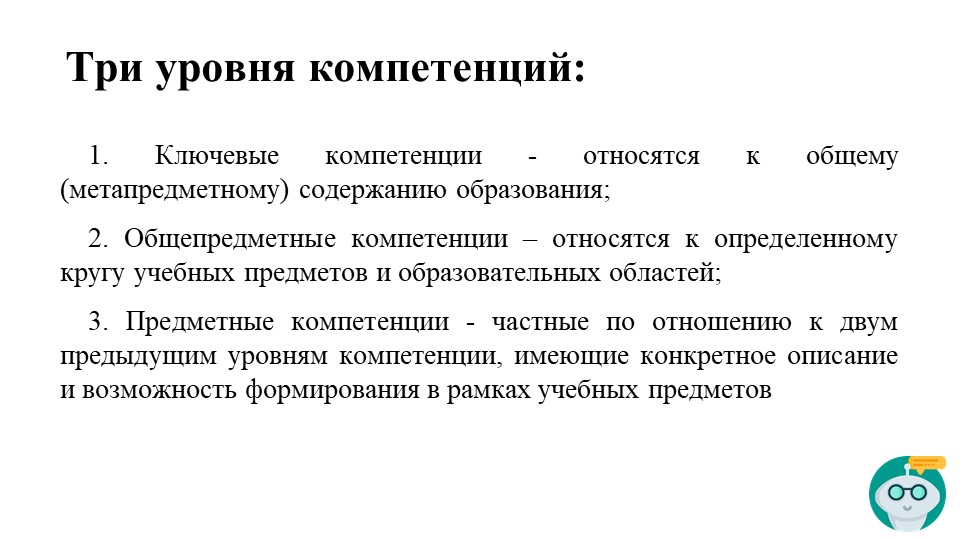 Три уровня компетенций:
1. Ключевые компетенции - относятся к общему
(метапредметному) содержанию образования;
2. Общепредметные компетенции – относятся к определенному
кругу учебных предметов и образовательных областей;
3. Предметные компетенции - частные по отношению к двум
предыдущим уровням компетенции, имеющие конкретное описание
и возможность формирования в рамках учебных предметов